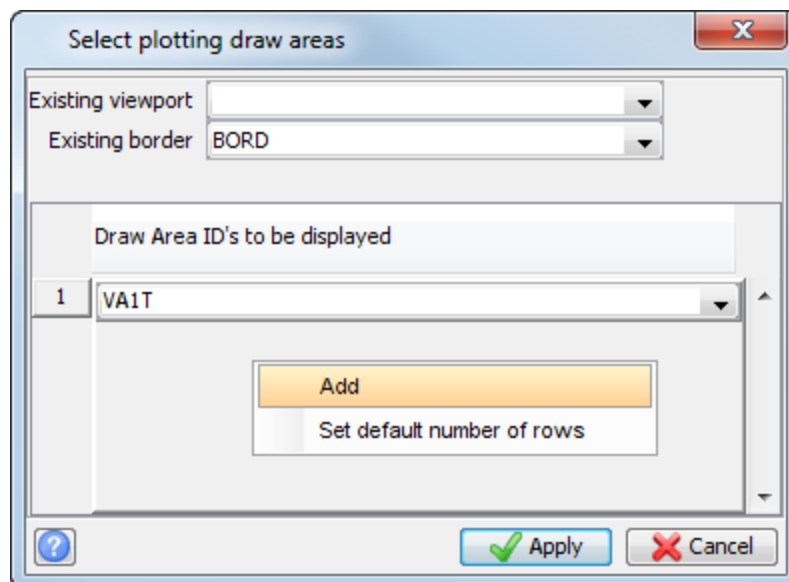 Select plotting draw areas
Existing viewport
Existing border BORD
Draw Area ID's to be displayed
1 VA1T
Add
Set default number of rows
? Apply Cancel